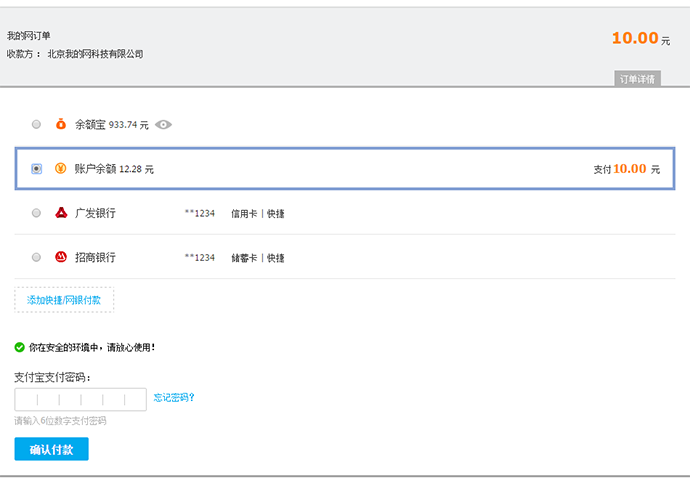 我的网订单
10.00 元
收款方： 北京我的网科技有限公司
订单详情
余额宝 933.74 元
账户余额 12.28 元 支付 10.00 元
广发银行 **1234 信用卡 | 快捷
招商银行 **1234 储蓄卡 | 快捷
添加快捷/网银付款
你在安全的环境中，请放心使用！
支付宝支付密码：
忘记密码?
请输入6位数字支付密码
确认付款